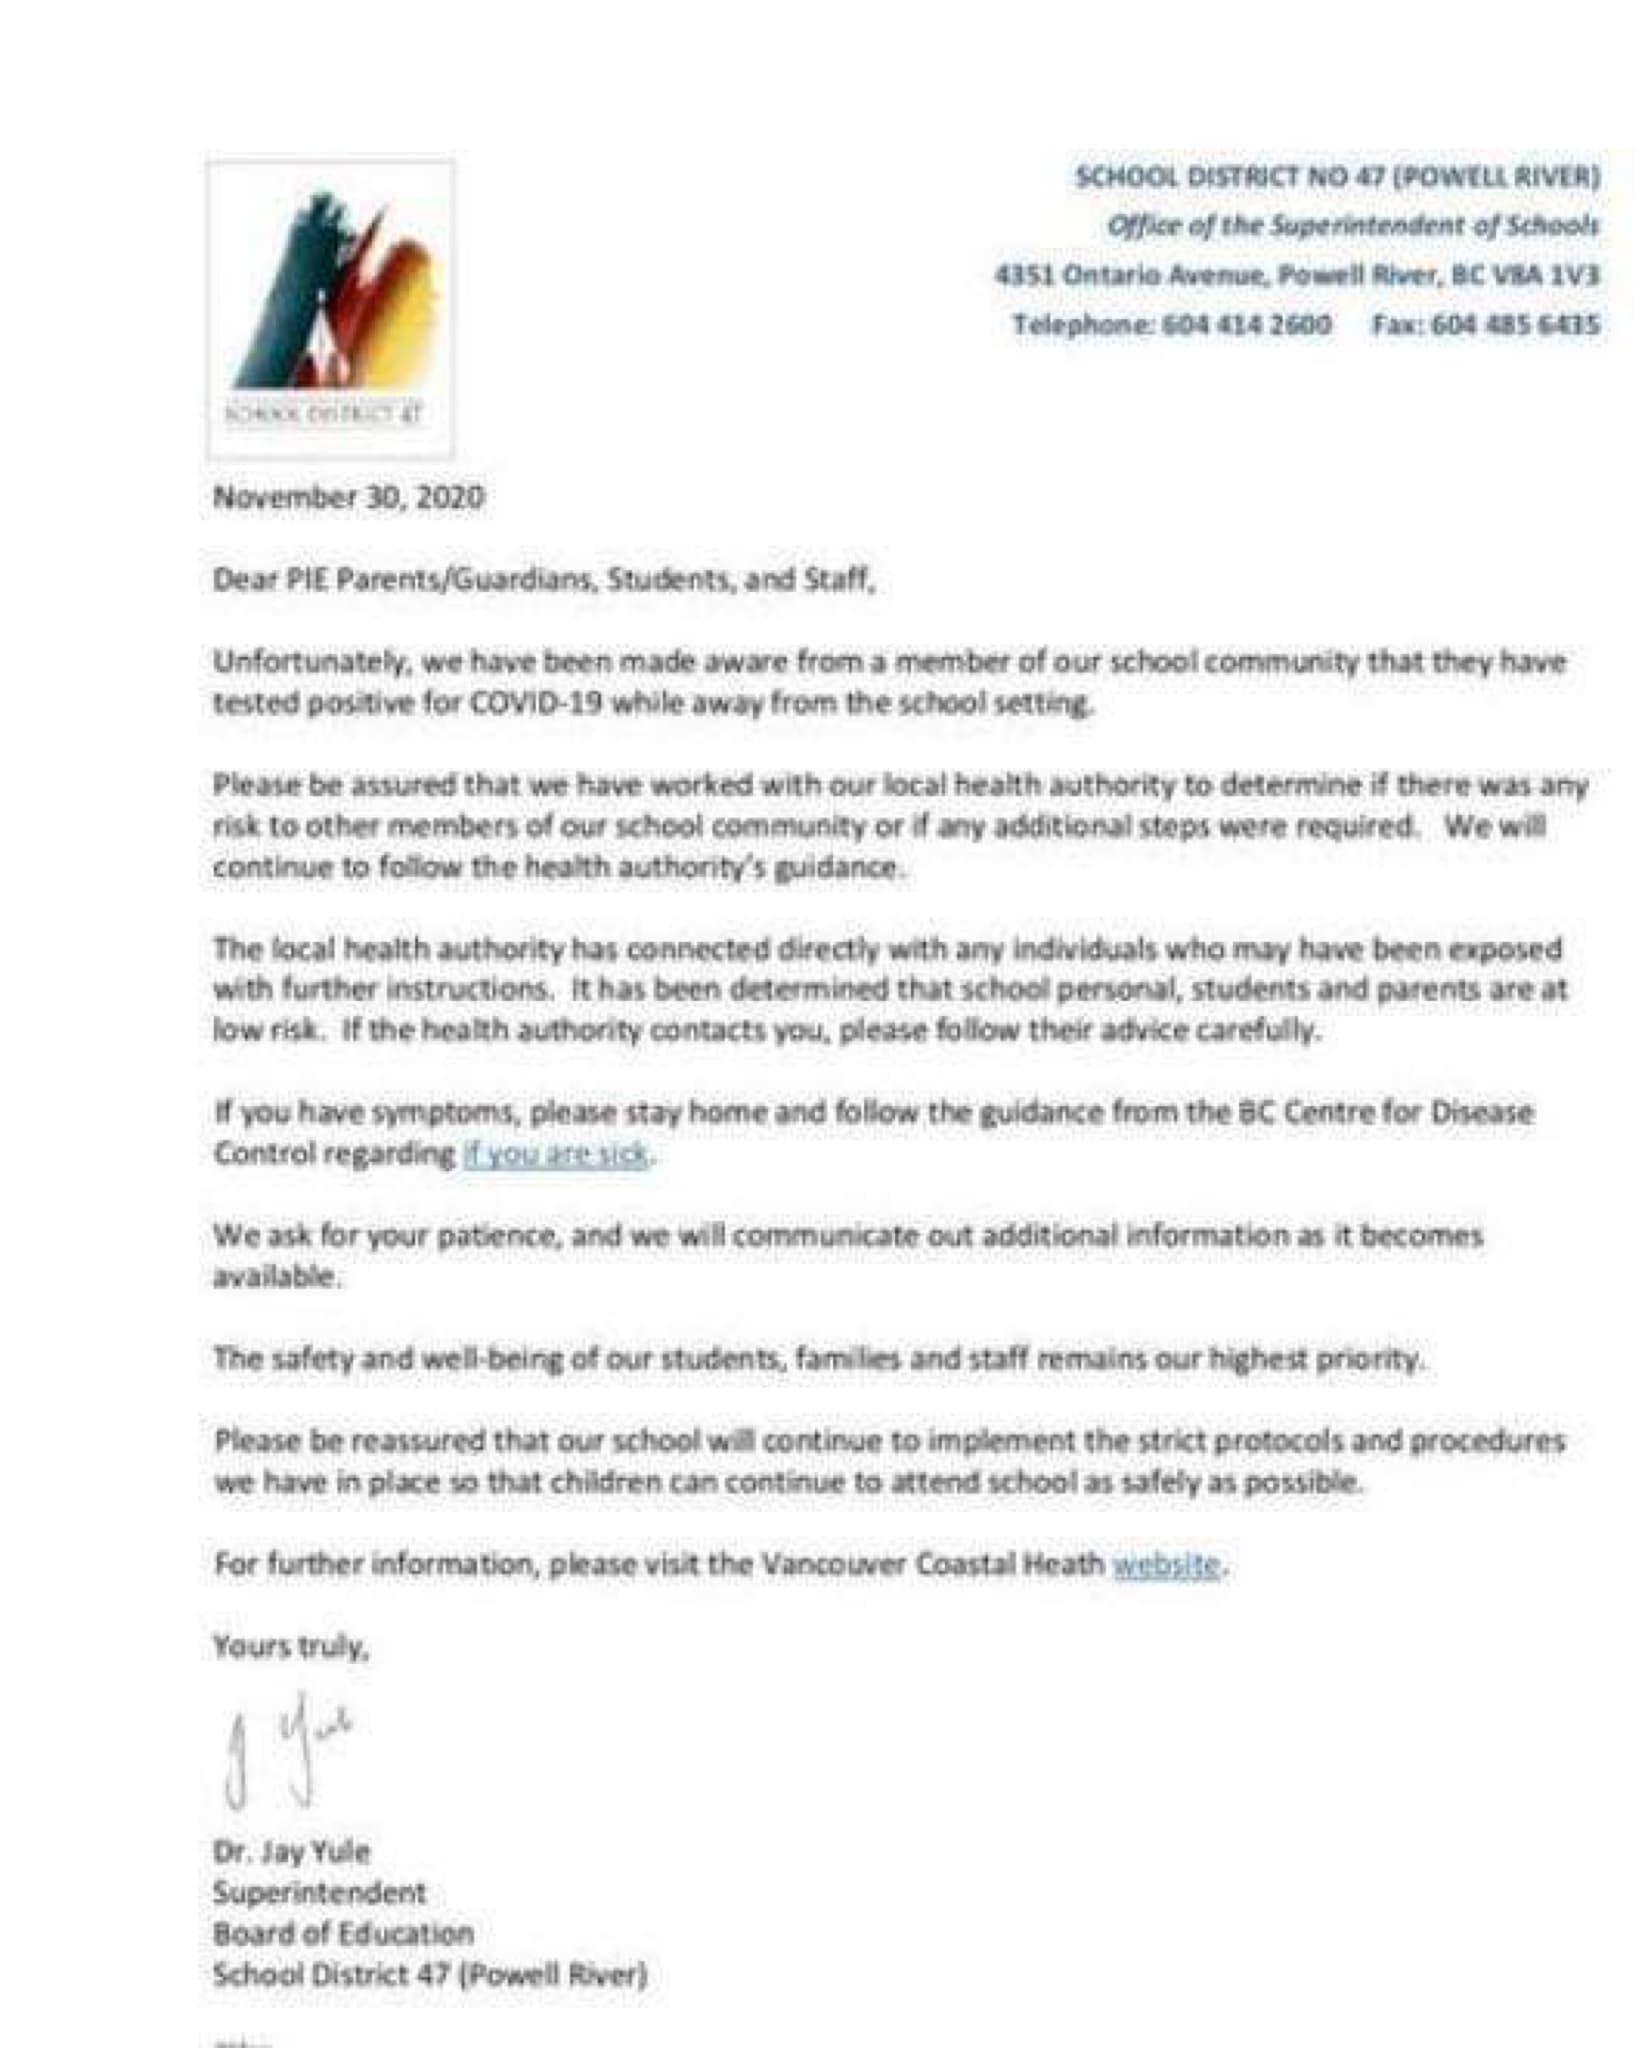 SCHOOL DISTRICT NO 47 (POWELL RIVER)
Office of the Superintendent of Schools
4351 Ontario Avenue, Powell River, BC V8A 1V3
Telephone: 604 414 2600 Fax: 604 485 6435
SCHOOL DISTRICT 47
November 30, 2020
Dear PIE Parents/Guardians, Students, and Staff,
Unfortunately, we have been made aware from a member of our school community that they have
tested positive for COVID-19 while away from the school setting.
Please be assured that we have worked with our local health authority to determine if there was any
risk to other members of our school community or if any additional steps were required. We will
continue to follow the health authority's guidance.
The local health authority has connected directly with any individuals who may have been exposed
with further instructions. It has been determined that school personal, students and parents are at
low risk. If the health authority contacts you, please follow their advice carefully.
If you have symptoms, please stay home and follow the guidance from the BC Centre for Disease
Control regarding if you are sick.
We ask for your patience, and we will communicate out additional information as it becomes
available.
The safety and well-being of our students, families and staff remains our highest priority.
Please be reassured that our school will continue to implement the strict protocols and procedures
we have in place so that children can continue to attend school as safely as possible.
For further information, please visit the Vancouver Coastal Heath website.
Yours truly,
J Yule
Dr. Jay Yule
Superintendent
Board of Education
School District 47 (Powell River)